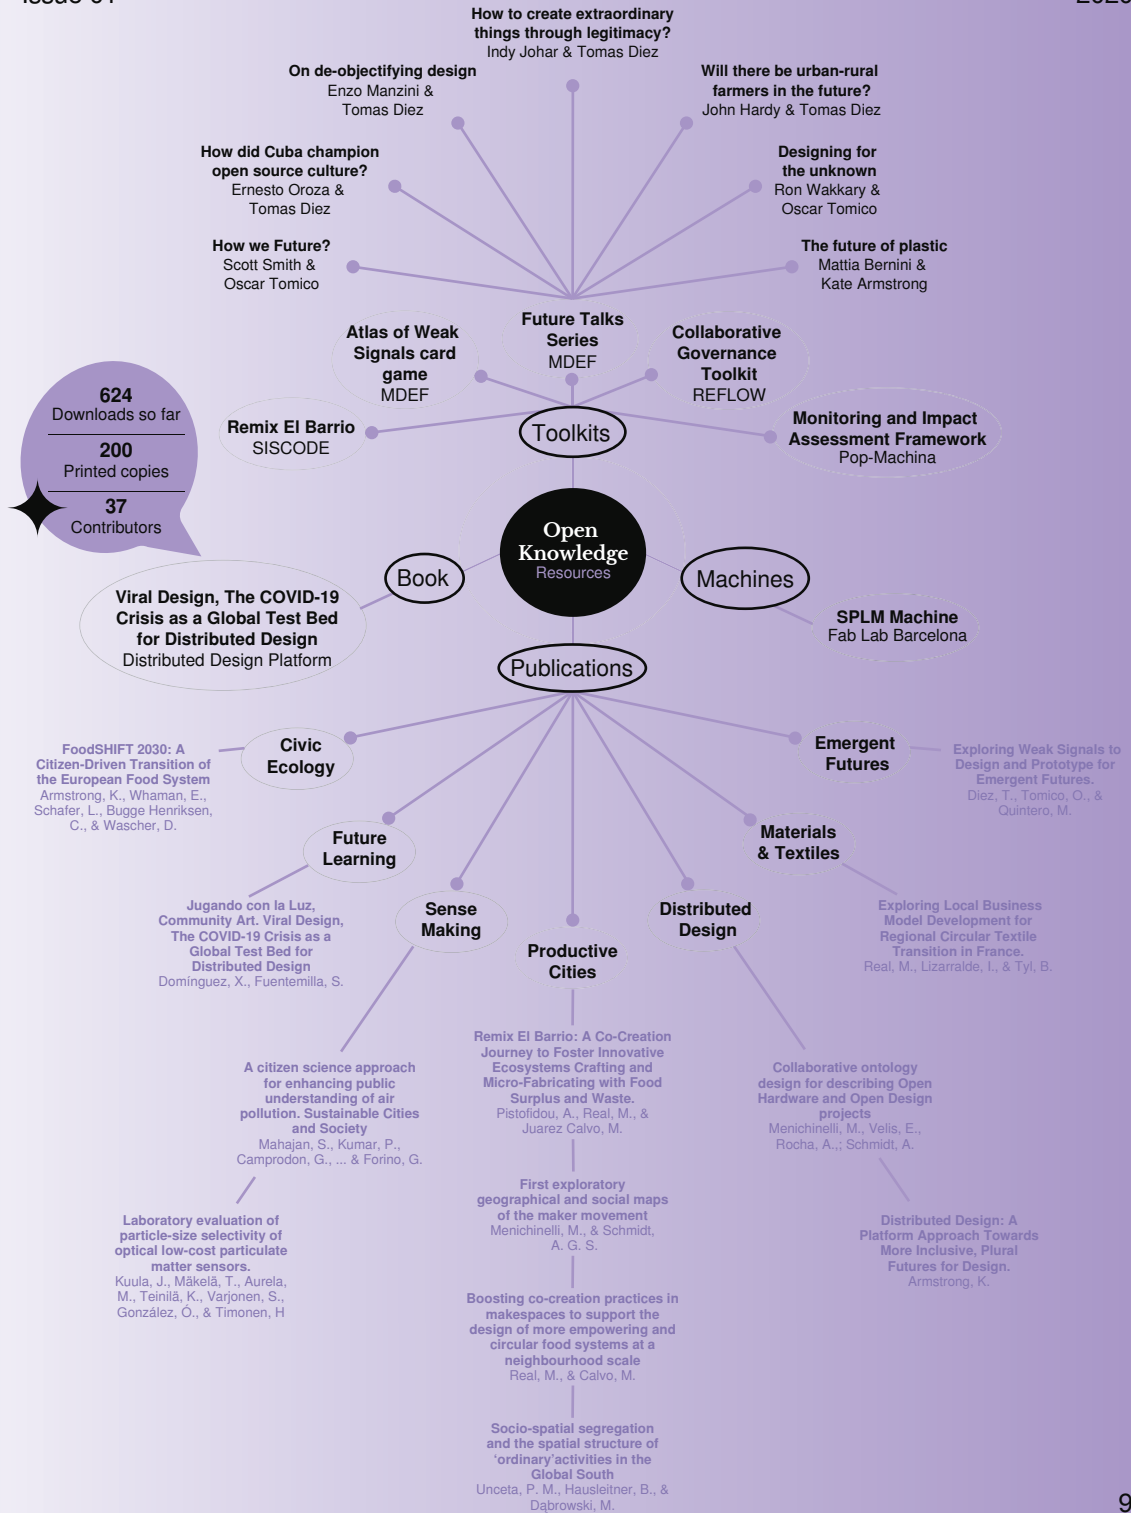 How to create extraordinary
things through legitimacy?
Indy Johar & Tomas Diez
On de-objectifying design
Enzo Manzini &
Tomas Diez
Will there be urban-rural
farmers in the future?
John Hardy & Tomas Diez
How did Cuba champion
open source culture?
Ernesto Oroza &
Tomas Diez
Designing for
the unknown
Ron Wakkary &
Oscar Tomico
How we Future?
Scott Smith &
Oscar Tomico
The future of plastic
Mattia Bernini &
Kate Armstrong
Atlas of Weak
Signals card
game
MDEF
Future Talks
Series
MDEF
Collaborative
Governance
Toolkit
REFLOW
Remix El Barrio
SISCODE
Toolkits
Monitoring and Impact
Assessment Framework
Pop-Machina
624
Downloads so far
200
Printed copies
37
Contributors
Open
Knowledge
Resources
Book
Machines
Viral Design, The COVID-19
Crisis as a Global Test Bed
for Distributed Design
Distributed Design Platform
SPLM Machine
Fab Lab Barcelona
Publications
Civic
Ecology
FoodSHIFT 2030: A
Citizen-Driven Transition of
the European Food System
Armstrong, K., Whaman, E.,
Schafer, L., Bugge Henriksen,
C., & Wascher, D.
Emergent
Futures
Exploring Weak Signals to
Design and Prototype for
Emergent Futures.
Diez, T., Tomico, O., &
Quintero, M.
Future
Learning
Jugando con la Luz,
Community Art. Viral Design,
The COVID-19 Crisis as a
Global Test Bed for
Distributed Design
Domínguez, X., Fuentemilla, S.
Materials
& Textiles
Exploring Local Business
Model Development for
Regional Circular Textile
Transition in France.
Real, M., Lizarralde, I., & Tyl, B.
Sense
Making
A citizen science approach
for enhancing public
understanding of air
pollution. Sustainable Cities
and Society
Mahajan, S., Kumar, P.,
Camprodon, G., ... & Forino, G.
Laboratory evaluation of
particle-size selectivity of
optical low-cost particulate
matter sensors.
Kuula, J., Mäkelä, T., Aurela,
M., Teinilä, K., Varjonen, S.,
González, Ó., & Timonen, H
Productive
Cities
Remix El Barrio: A Co-Creation
Journey to Foster Innovative
Ecosystems Crafting and
Micro-Fabricating with Food
Surplus and Waste.
Pistofidou, A., Real, M., &
Juarez Calvo, M.
First exploratory
geographical and social maps
of the maker movement
Menichinelli, M., & Schmidt,
A. G. S.
Boosting co-creation practices in
makespaces to support the
design of more empowering and
circular food systems at a
neighbourhood scale
Real, M., & Calvo, M.
Socio-spatial segregation
and the spatial structure of
‘ordinary’activities in the
Global South
Unceta, P. M., Hausleitner, B., &
Dąbrowski, M.
Distributed
Design
Collaborative ontology
design for describing Open
Hardware and Open Design
projects
Menichinelli, M., Velis, E.,
Rocha, A.,; Schmidt, A.
Distributed Design: A
Platform Approach Towards
More Inclusive, Plural
Futures for Design.
Armstrong, K.
9